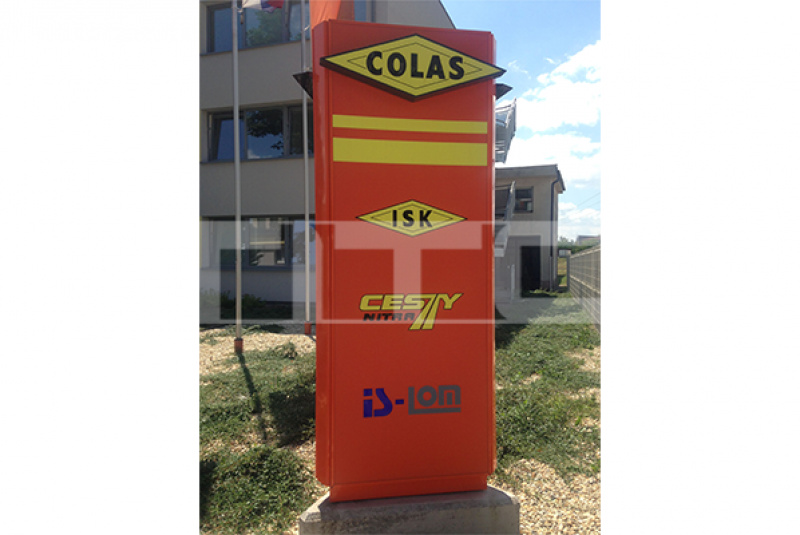 COLAS
ISK
CESTY
NITRA
iS-LOM